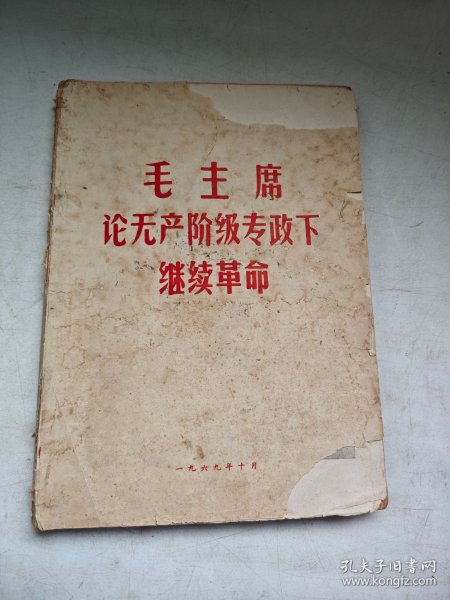 毛主席
论无产阶级专政下
继续革命
一九六九年十月
孔夫子旧书网
www.kongfz.com